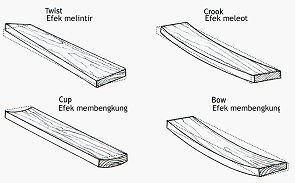 Twist
Efek melintir
Crook
Efek meleot
Cup
Efek membengkung
Bow
Efek membengkung